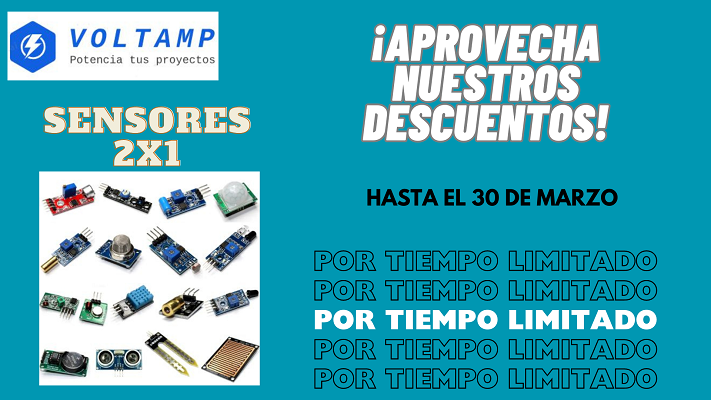 VOLTAMP
Potencia tus proyectos
SENSORES
2X1
¡APROVECHA
NUESTROS
DESCUENTOS!
HASTA EL 30 DE MARZO
POR TIEMPO LIMITADO
POR TIEMPO LIMITADO
POR TIEMPO LIMITADO
POR TIEMPO LIMITADO
POR TIEMPO LIMITADO